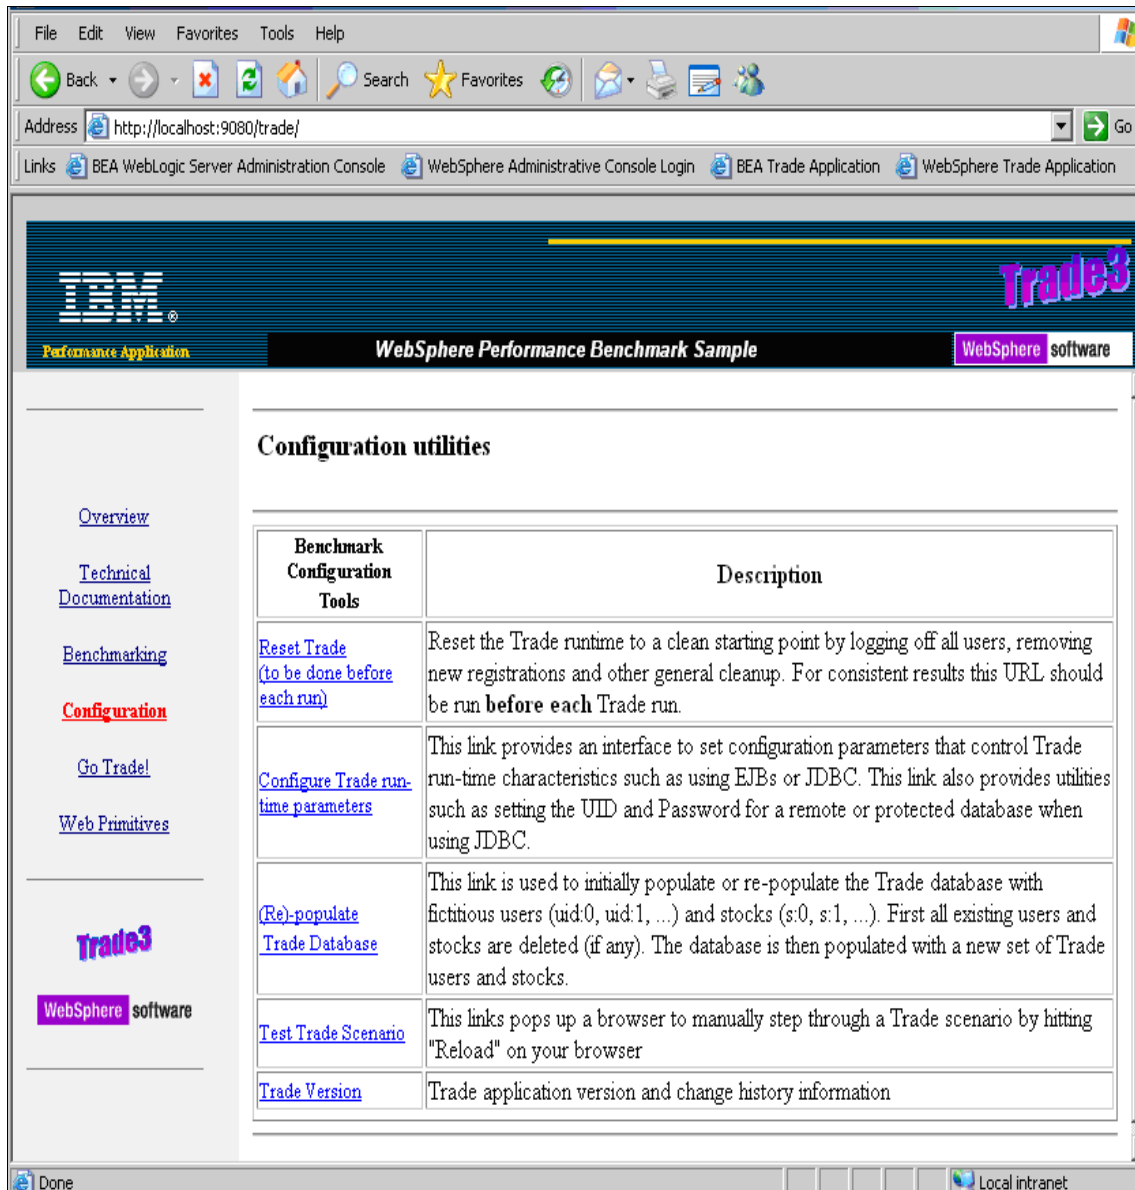 File Edit View Favorites Tools Help
Back Search Favorites
Address http://localhost:9080/trade/ Go
Links BEA WebLogic Server Administration Console WebSphere Administrative Console Login BEA Trade Application WebSphere Trade Application
Trade3
IBM®
Performance Application
WebSphere Performance Benchmark Sample
WebSphere software
Configuration utilities
Overview
Technical
Documentation
Benchmarking
Configuration
Go Trade!
Web Primitives
Trade3
WebSphere software
Benchmark
Configuration
Tools
Description
Reset Trade
(to be done before
each run)
Reset the Trade runtime to a clean starting point by logging off all users, removing
new registrations and other general cleanup. For consistent results this URL should
be run before each Trade run.
Configure Trade run-
time parameters
This link provides an interface to set configuration parameters that control Trade
run-time characteristics such as using EJBs or JDBC. This link also provides utilities
such as setting the UID and Password for a remote or protected database when
using JDBC.
(Re)-populate
Trade Database
This link is used to initially populate or re-populate the Trade database with
fictitious users (uid:0, uid:1, ...) and stocks (s:0, s:1, ...). First all existing users and
stocks are deleted (if any). The database is then populated with a new set of Trade
users and stocks.
Test Trade Scenario
This links pops up a browser to manually step through a Trade scenario by hitting
"Reload" on your browser
Trade Version
Trade application version and change history information
Done
Local intranet